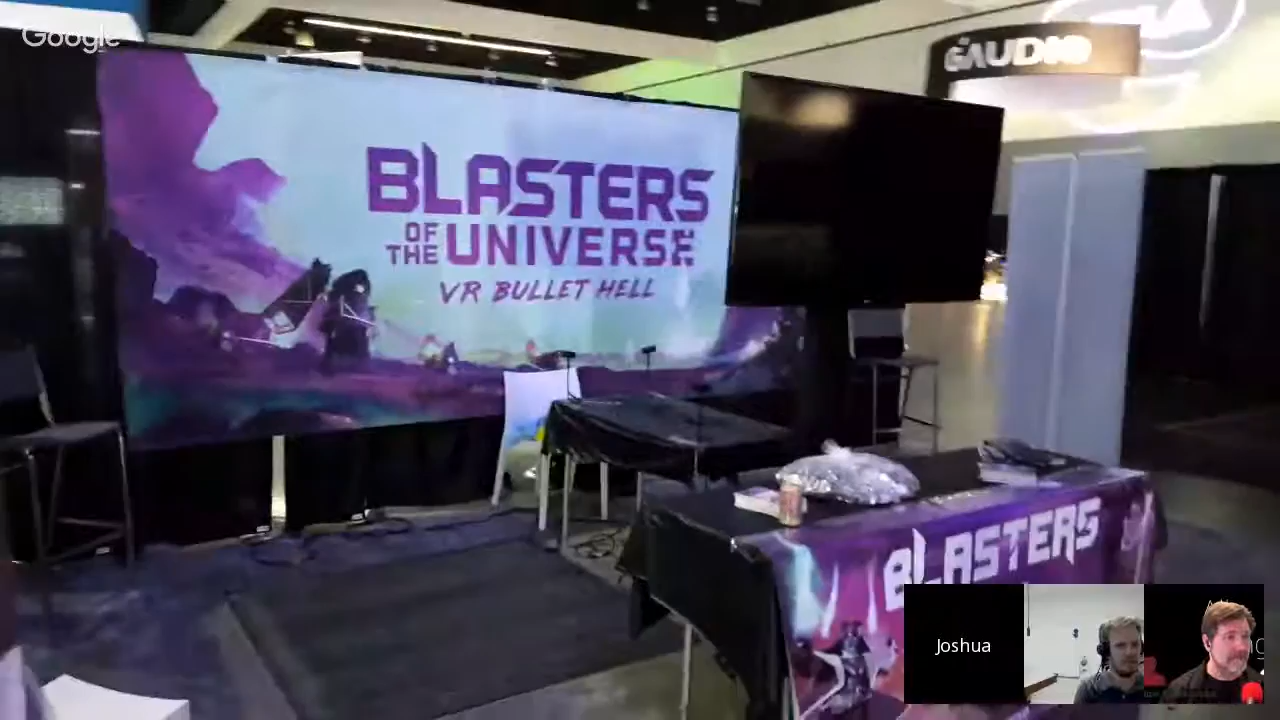 Google
BLASTERS
OF
THE UNIVERSE
VR BULLET HELL
AUDIO
BLASTERS
Joshua